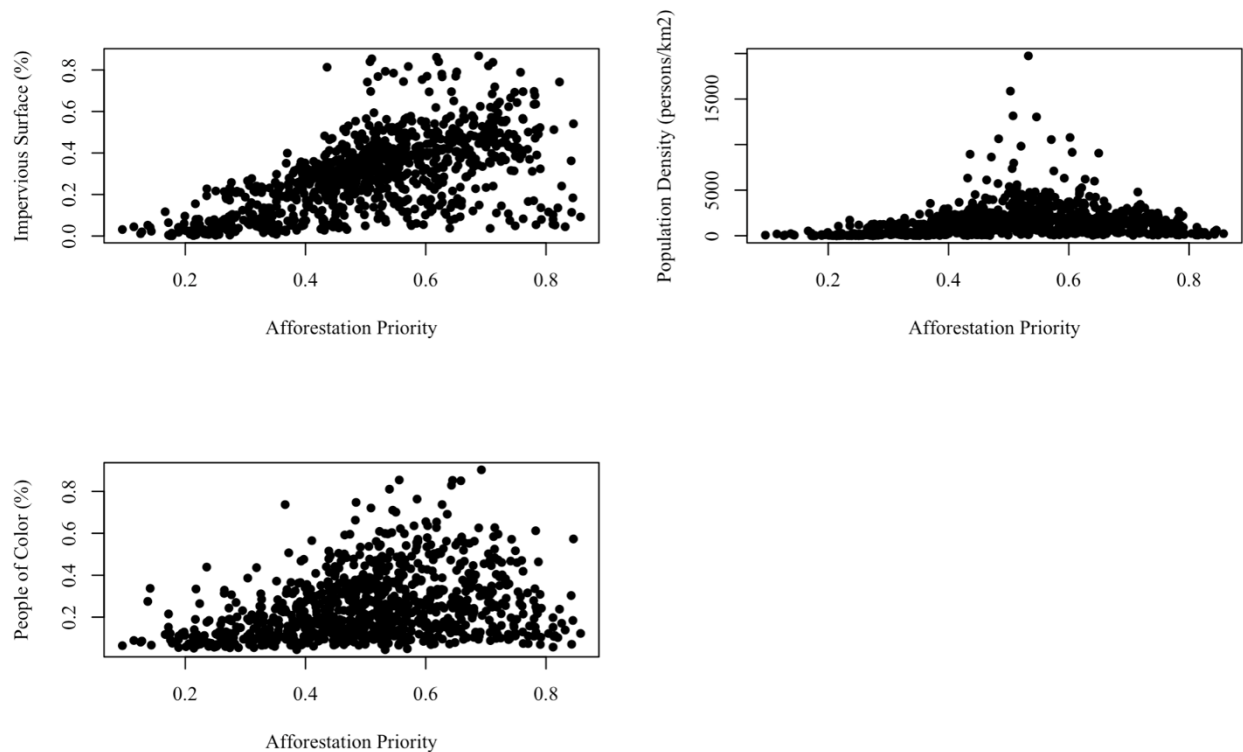 Impervious Surface (%)
0.0 0.2 0.4 0.6 0.8
0.2 0.4 0.6 0.8
Afforestation Priority
Population Density (persons/km2)
0 5000 15000
0.2 0.4 0.6 0.8
Afforestation Priority
People of Color (%)
0.2 0.4 0.6 0.8
0.2 0.4 0.6 0.8
Afforestation Priority